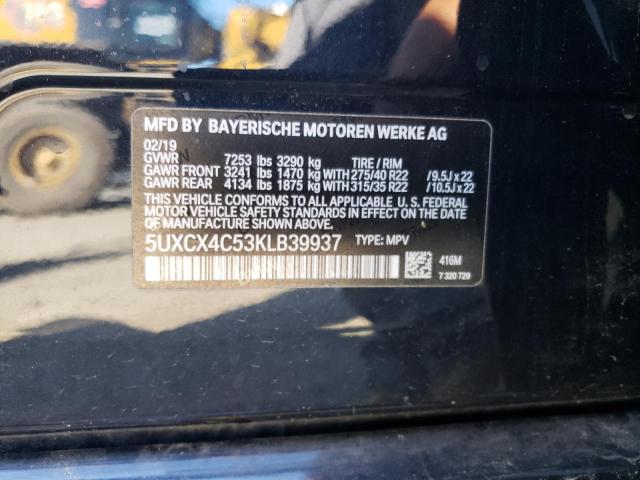 MFD BY BAYERISCHE MOTOREN WERKE AG
02/19
GVWR 7253 lbs 3290 kg TIRE / RIM
GAWR FRONT 3241 lbs 1470 kg WITH 275/40 R22 / 9.5J x 22
GAWR REAR 4134 lbs 1875 kg WITH 315/35 R22 / 10.5J x 22
THIS VEHICLE CONFORMS TO ALL APPLICABLE U. S. FEDERAL
MOTOR VEHICLE SAFETY STANDARDS IN EFFECT ON THE DATE
OF MANUFACTURE SHOWN ABOVE.
5UXCX4C53KLB39937 TYPE: MPV
416M
7 320 729